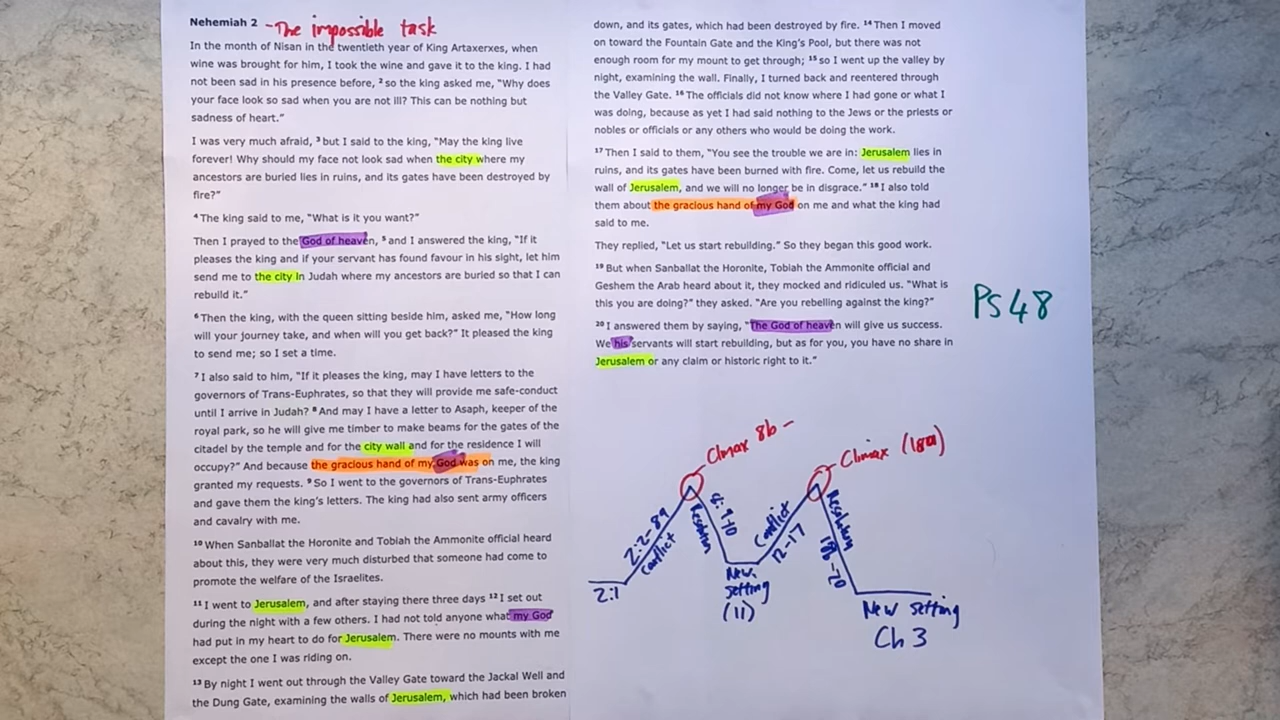 Nehemiah 2 - The impossible task
In the month of Nisan in the twentieth year of King Artaxerxes, when
wine was brought for him, I took the wine and gave it to the king. I had
not been sad in his presence before, ² so the king asked me, “Why does
your face look so sad when you are not ill? This can be nothing but
sadness of heart.”
I was very much afraid, ³ but I said to the king, “May the king live
forever! Why should my face not look sad when the city where my
ancestors are buried lies in ruins, and its gates have been destroyed by
fire?”
⁴ The king said to me, “What is it you want?”
Then I prayed to the God of heaven, ⁵ and I answered the king, “If it
pleases the king and if your servant has found favour in his sight, let him
send me to the city in Judah where my ancestors are buried so that I can
rebuild it.”
⁶ Then the king, with the queen sitting beside him, asked me, “How long
will your journey take, and when will you get back?” It pleased the king
to send me; so I set a time.
⁷ I also said to him, “If it pleases the king, may I have letters to the
governors of Trans-Euphrates, so that they will provide me safe-conduct
until I arrive in Judah? ⁸ And may I have a letter to Asaph, keeper of the
royal park, so he will give me timber to make beams for the gates of the
citadel by the temple and for the city wall and for the residence I will
occupy?” And because the gracious hand of my God was on me, the king
granted my requests. ⁹ So I went to the governors of Trans-Euphrates
and gave them the king’s letters. The king had also sent army officers
and cavalry with me.
¹⁰ When Sanballat the Horonite and Tobiah the Ammonite official heard
about this, they were very much disturbed that someone had come to
promote the welfare of the Israelites.
¹¹ I went to Jerusalem, and after staying there three days ¹² I set out
during the night with a few others. I had not told anyone what my God
had put in my heart to do for Jerusalem. There were no mounts with me
except the one I was riding on.
¹³ By night I went out through the Valley Gate toward the Jackal Well and
the Dung Gate, examining the walls of Jerusalem, which had been broken
down, and its gates, which had been destroyed by fire. ¹⁴ Then I moved
on toward the Fountain Gate and the King’s Pool, but there was not
enough room for my mount to get through; ¹⁵ so I went up the valley by
night, examining the wall. Finally, I turned back and reentered through
the Valley Gate. ¹⁶ The officials did not know where I had gone or what I
was doing, because as yet I had said nothing to the Jews or the priests or
nobles or officials or any others who would be doing the work.
¹⁷ Then I said to them, “You see the trouble we are in: Jerusalem lies in
ruins, and its gates have been burned with fire. Come, let us rebuild the
wall of Jerusalem, and we will no longer be in disgrace.” ¹⁸ I also told
them about the gracious hand of my God on me and what the king had
said to me.
They replied, “Let us start rebuilding.” So they began this good work.
¹⁹ But when Sanballat the Horonite, Tobiah the Ammonite official and
Geshem the Arab heard about it, they mocked and ridiculed us. “What is
this you are doing?” they asked. “Are you rebelling against the king?”
²⁰ I answered them by saying, “The God of heaven will give us success.
We his servants will start rebuilding, but as for you, you have no share in
Jerusalem or any claim or historic right to it.”
Ps 48
Climax 8b -
Climax (18a)
2:1
2:2-8a
Conflict
8: 9-10
Resolution
New
setting
(11)
Conflict
12-17
Resolution
18b-20
New setting
Ch 3